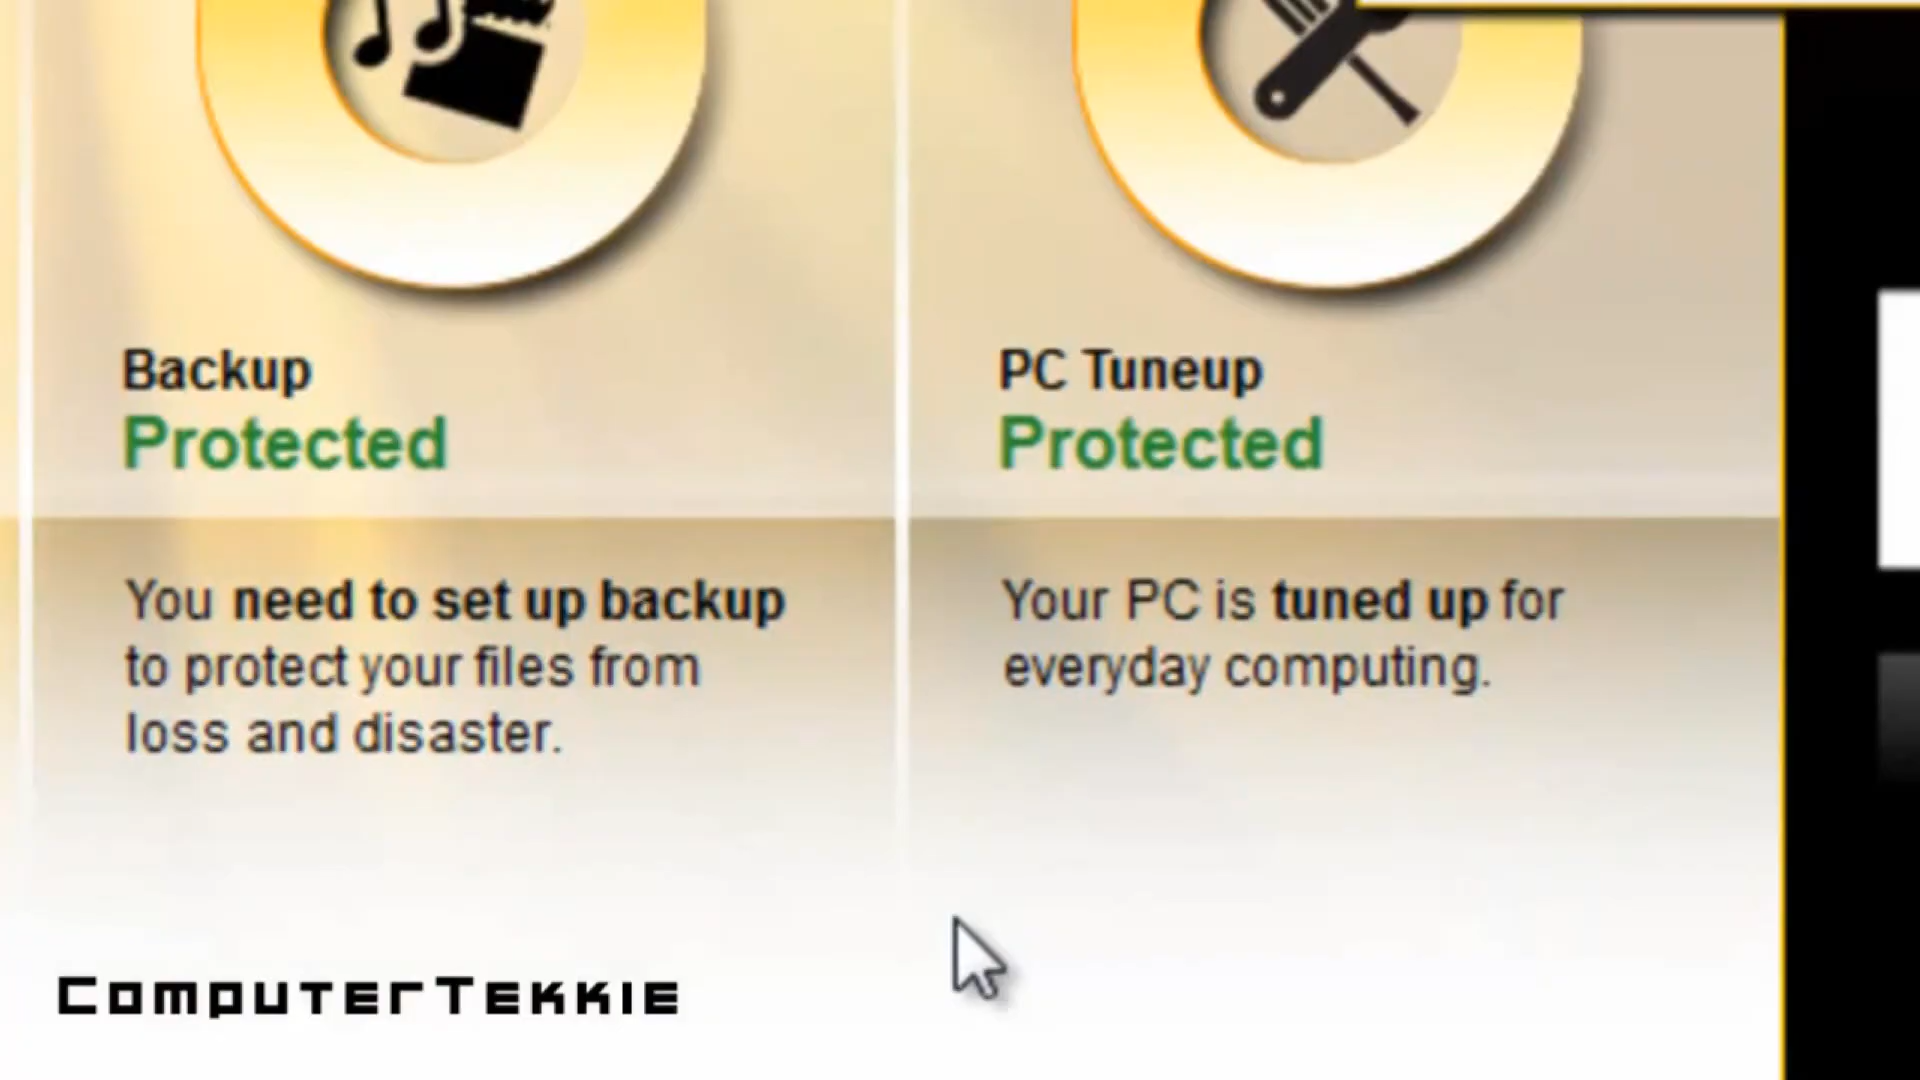 Backup
Protected
You need to set up backup
to protect your files from
loss and disaster.
PC Tuneup
Protected
Your PC is tuned up for
everyday computing.
ComputerTekkie